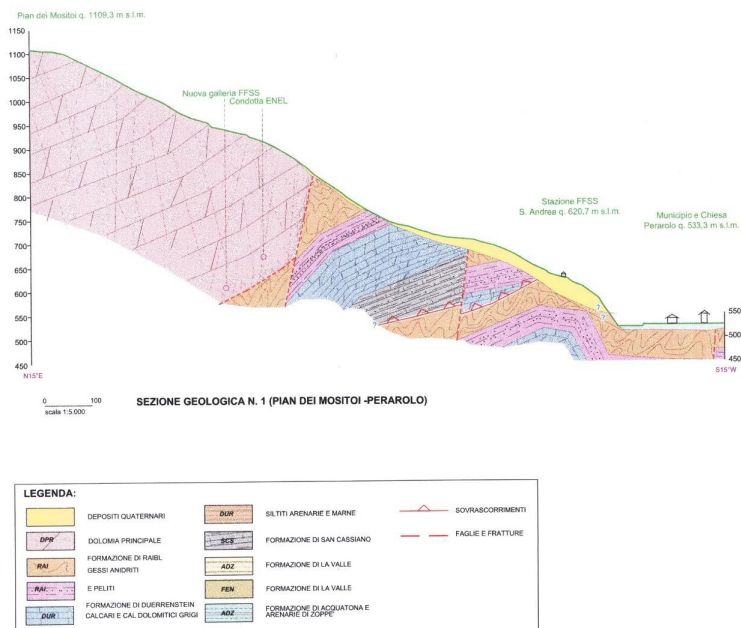 Pian dei Mositoi q. 1109,3 m s.l.m.
1150
1100
1050
1000
950
900
850
800
750
700
650
600
550
500
450
N15°E
Nuova galleria FFSS
Condotta ENEL
Stazione FFSS
S. Andrea q. 620,7 m s.l.m.
Municipio e Chiesa
Perarolo q. 533,3 m s.l.m.
?
?
?
550
500
450
S15°W
0 100
scala 1:5.000
SEZIONE GEOLOGICA N. 1 (PIAN DEI MOSITOI -PERAROLO)
LEGENDA:
DEPOSITI QUATERNARI
DPR DOLOMIA PRINCIPALE
RAI FORMAZIONE DI RAIBL
GESSI ANIDRITI
RAI E PELITI
DUR FORMAZIONE DI DUERRENSTEIN
CALCARI E CAL DOLOMITICI GRIGI
DUR SILTITI ARENARIE E MARNE
SCS FORMAZIONE DI SAN CASSIANO
ADZ FORMAZIONE DI LA VALLE
FEN FORMAZIONE DI LA VALLE
ADZ FORMAZIONE DI ACQUATONA E
ARENARIE DI ZOPPE'
SOVRASCORRIMENTI
FAGLIE E FRATTURE